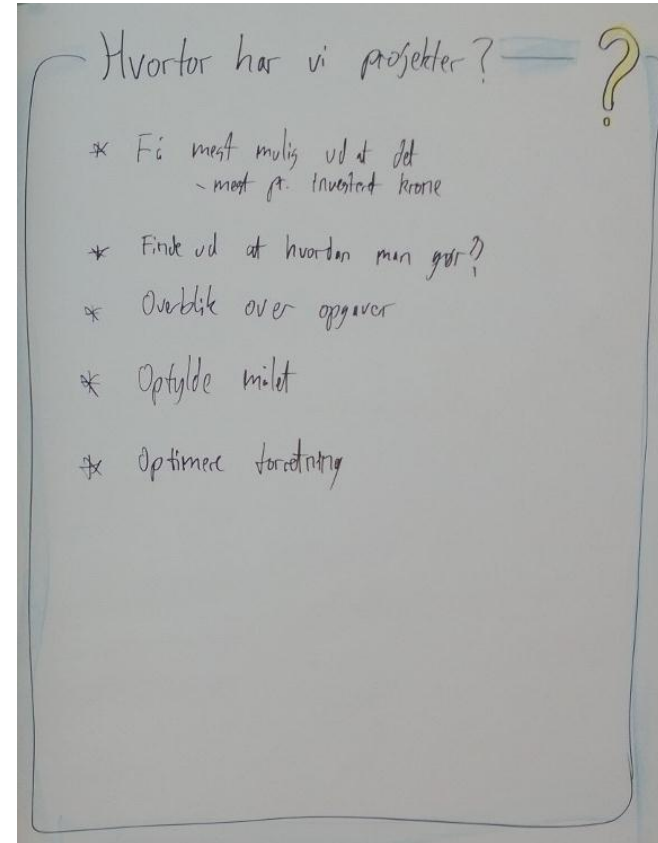 Hvorfor har vi projekter? ?
* Få mest mulig ud af det
- mest pr. Investeret krone
* Finde ud af hvordan man gør?
* Overblik over opgaver
* Opfylde målet
* Optimere forretning